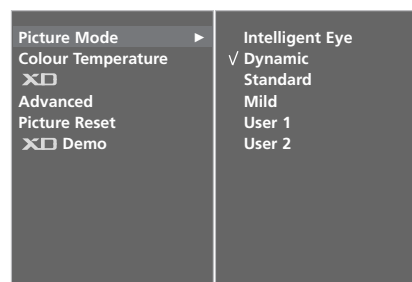 Picture Mode ►
Colour Temperature
XD
Advanced
Picture Reset
XD Demo
Intelligent Eye
√ Dynamic
Standard
Mild
User 1
User 2